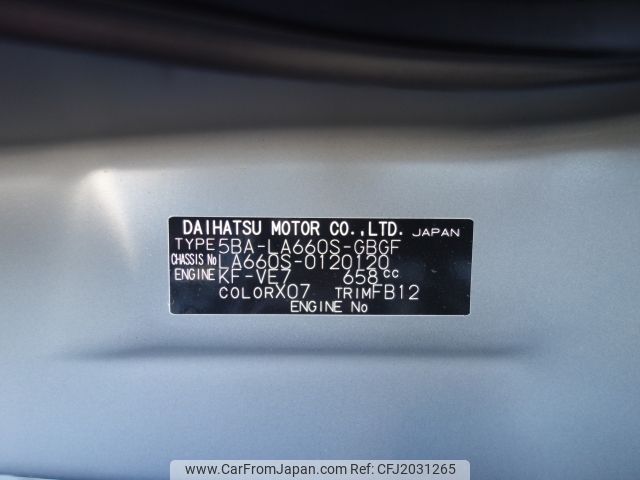 DAIHATSU MOTOR CO.,LTD. JAPAN
TYPE 5BA-LA660S-GBGF
CHASSIS No LA660S-0120120
ENGINE KF-VE7 658cc
COLOR X07 TRIM FB12
ENGINE No
www.CarFromJapan.com - CFJ2031265